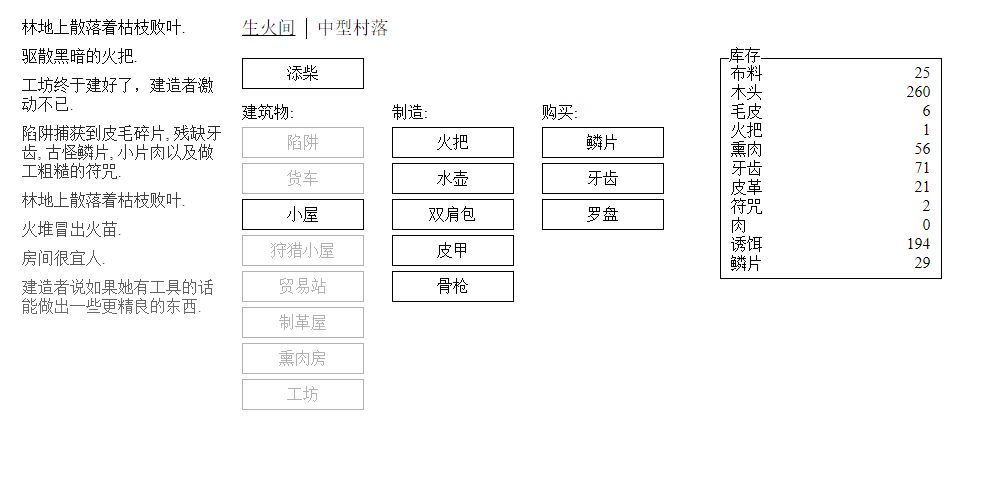 林地上散落着枯枝败叶.
驱散黑暗的火把.
工坊终于建好了，建造者激
动不已.
陷阱捕获到皮毛碎片, 残缺牙
齿, 古怪鳞片, 小片肉以及做
工粗糙的符咒.
林地上散落着枯枝败叶.
火堆冒出火苗.
房间很宜人.
建造者说如果她有工具的话
能做出一些更精良的东西.
生火间 | 中型村落
添柴
建筑物:
陷阱
货车
小屋
狩猎小屋
贸易站
制革屋
熏肉房
工坊
制造:
火把
水壶
双肩包
皮甲
骨枪
购买:
鳞片
牙齿
罗盘
库存
布料 25
木头 260
毛皮 6
火把 1
熏肉 56
牙齿 71
皮革 21
符咒 2
肉 0
诱饵 194
鳞片 29